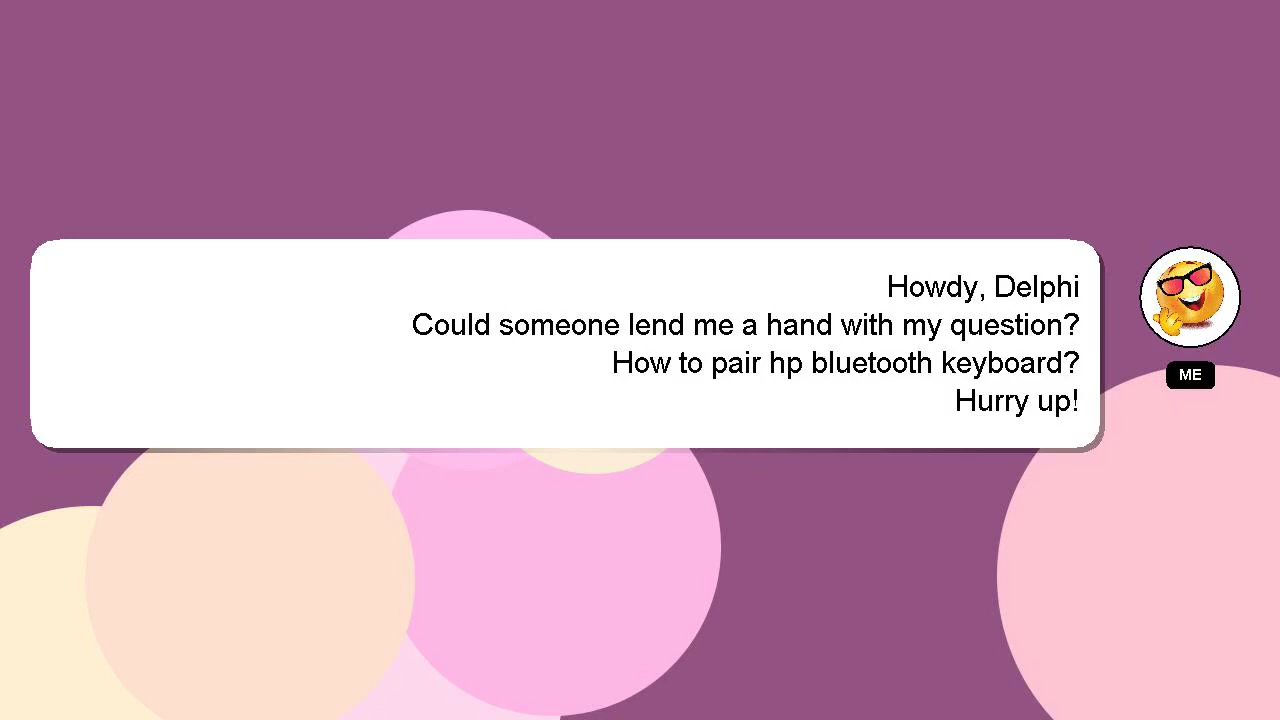 Howdy, Delphi
Could someone lend me a hand with my question?
How to pair hp bluetooth keyboard?
Hurry up!
ME